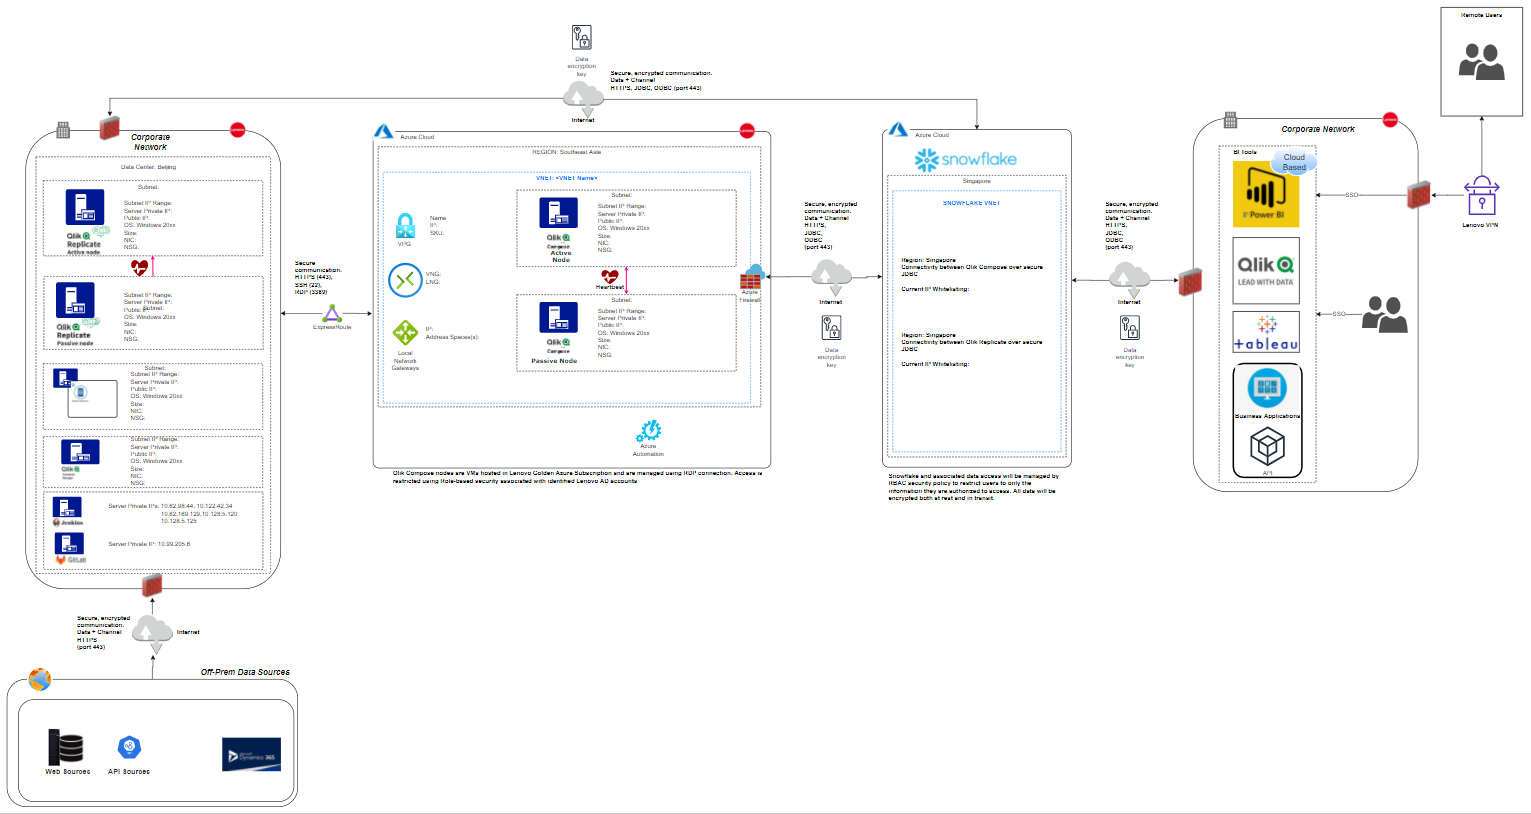 Remote Users
Data
encryption
key
Secure, encrypted communication.
Data + Channel
HTTPS, JDBC, ODBC (port 443)
Internet
Corporate
Network
Data Center: Beijing
Subnet:
Subnet IP Range:
Server Private IP:
Public IP:
OS: Windows 20xx
Size:
NIC:
NSG:
Qlik
Replicate
Active node
Subnet IP Range:
Server Private IP:
Public IP:
Subnet:
OS: Windows 20xx
Size:
NIC:
NSG:
Qlik
Replicate
Passive node
Subnet:
Subnet IP Range:
Server Private IP:
Public IP:
OS: Windows 20xx
Size:
NIC:
NSG:
Subnet IP Range:
Server Private IP:
Public IP:
OS: Windows 20xx
Size:
NIC:
NSG:
Qlik
Jenkins
Server Private IPs: 10.62.98.44, 10.122.42.34
10.62.169.129,10.128.5.120
10.128.5.125
GitLab
Server Private IP: 10.99.205.6
Secure, encrypted
communication.
Data + Channel
HTTPS
(port 443)
Internet
Off-Prem Data Sources
Web Sources
API Sources
Dynamics 365
Secure
communication.
HTTPS (443),
SSH (22),
RDP (3389)
ExpressRoute
Azure Cloud
REGION: Southeast Asia
VNET: <VNET Name>
VPG
Name
IP:
SKU:
VNG:
LNG:
IP:
Address Spaces(s):
Local
Network
Gateways
Subnet:
Subnet IP Range:
Server Private IP:
Public IP:
OS: Windows 20xx
Size:
NIC:
NSG:
Qlik
Compose
Active
Node
Heartbeat
Subnet:
Subnet IP Range:
Server Private IP:
Public IP:
OS: Windows 20xx
Size:
NIC:
NSG:
Qlik
Compose
Passive Node
Azure
Firewall
Azure
Automation
Qlik Compose nodes are VMs hosted in Lenovo Golden Azure Subscription and are managed using RDP connection. Access is
restricted using Role-based security associated with identified Lenovo AD accounts
Secure, encrypted
communication.
Data + Channel
HTTPS,
JDBC,
ODBC
(port 443)
Internet
Data
encryption
key
Azure Cloud
snowflake
Singapore
SNOWFLAKE VNET
Region: Singapore
Connectivity between Qlik Compose over secure
JDBC
Current IP Whitelisting:
Region: Singapore
Connectivity between Qlik Replicate over secure
JDBC
Current IP Whitelisting:
Snowflake and associated data access will be managed by
RBAC security policy to restrict users to only the
information they are authorized to access. All data will be
encrypted both at rest and in transit.
Secure, encrypted
communication.
Data + Channel
HTTPS,
JDBC,
ODBC
(port 443)
Internet
Data
encryption
key
Corporate Network
BI Tools
Cloud
Based
Power BI
Qlik
LEAD WITH DATA
+ableau
Business Applications
API
SSO
SSO
Lenovo VPN